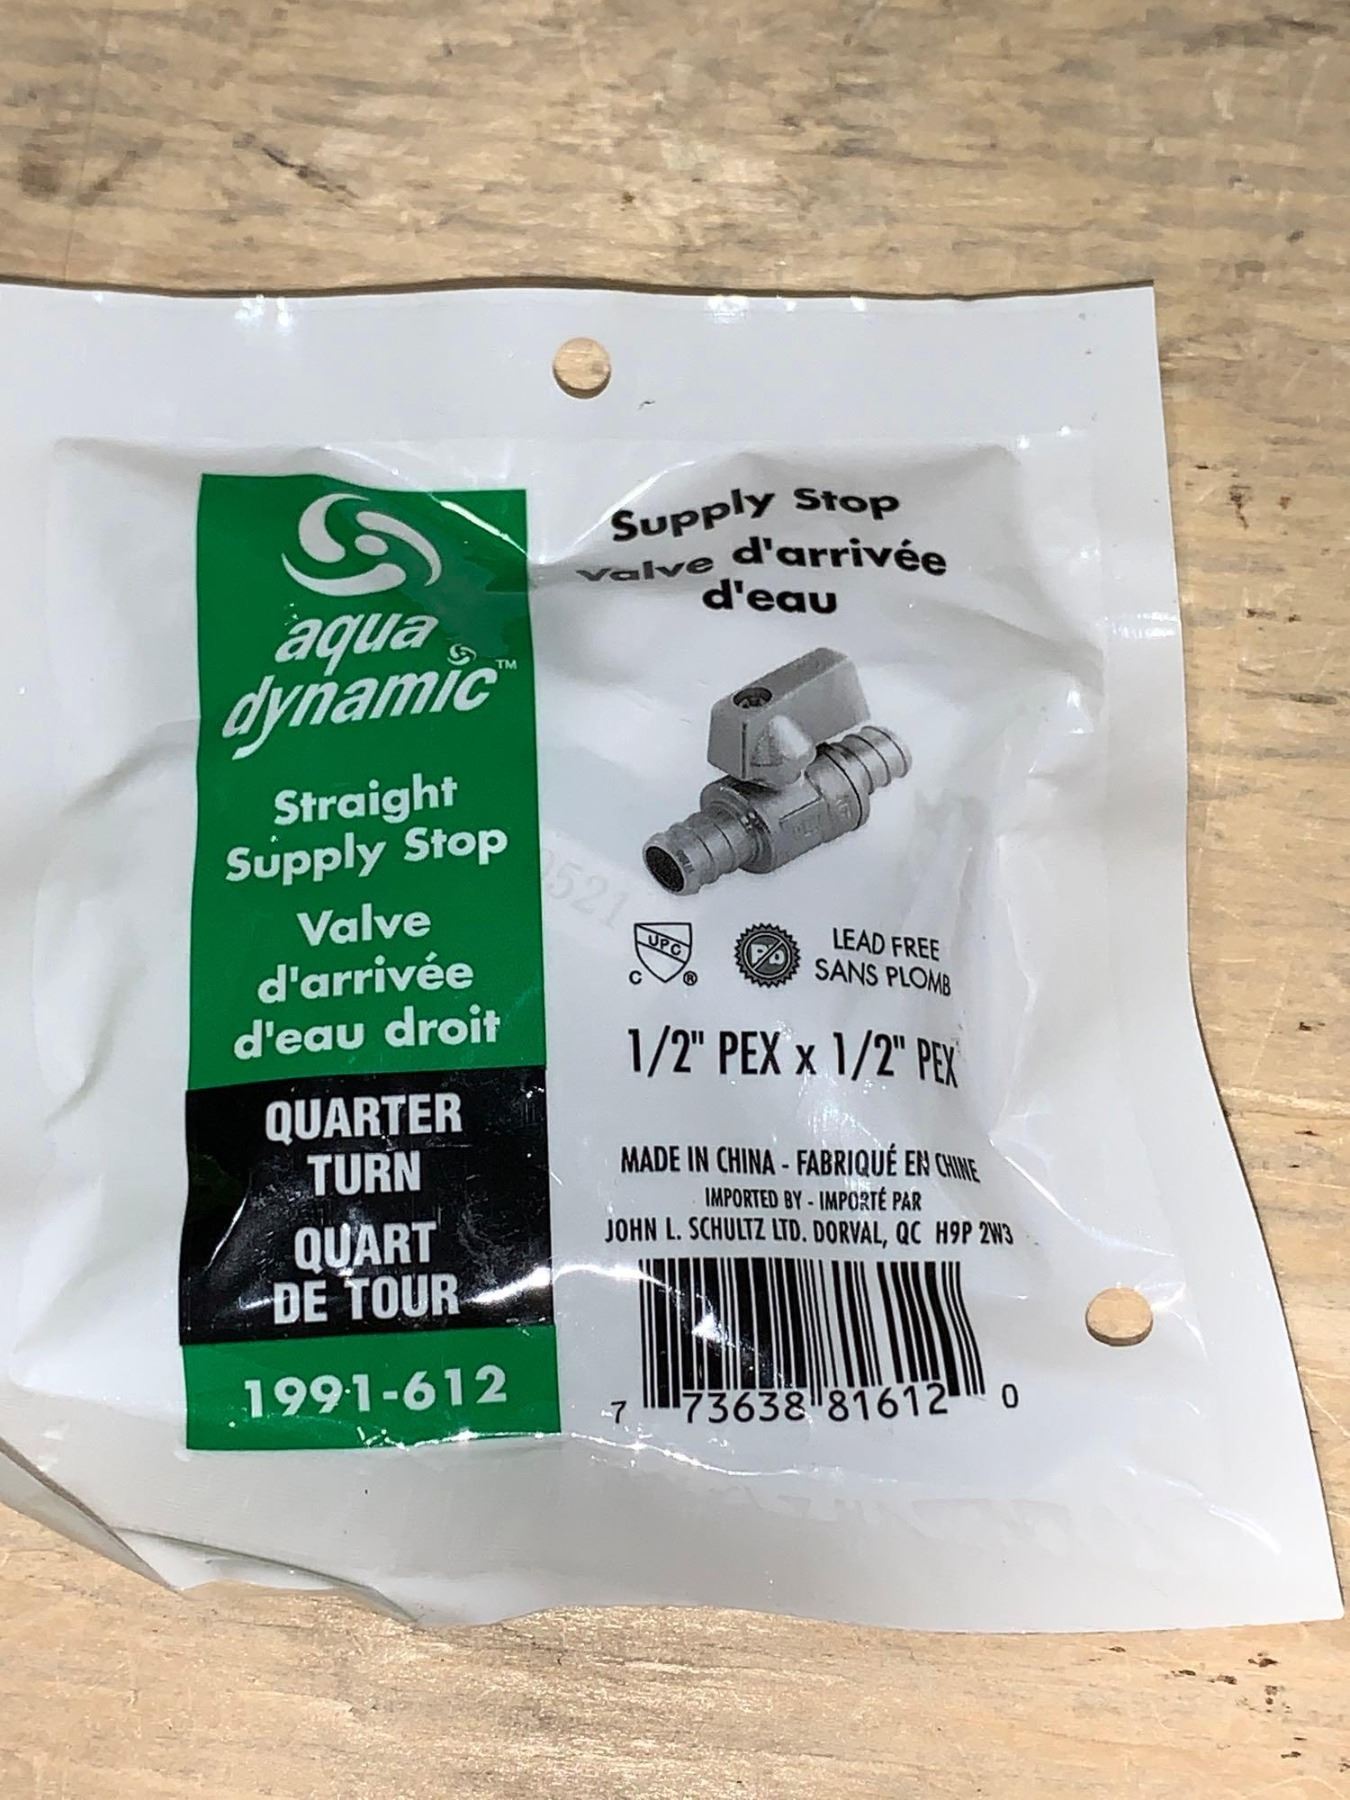 aqua
dynamic™
Straight
Supply Stop
Valve
d'arrivée
d'eau droit
QUARTER
TURN
QUART
DE TOUR
1991-612
Supply Stop
Valve d'arrivée
d'eau
UPC
C ®
Pb
LEAD FREE
SANS PLOMB
1/2" PEX x 1/2" PEX
MADE IN CHINA - FABRIQUÉ EN CHINE
IMPORTED BY - IMPORTÉ PAR
JOHN L. SCHULTZ LTD. DORVAL, QC H9P 2W3
7 73638 81612 0